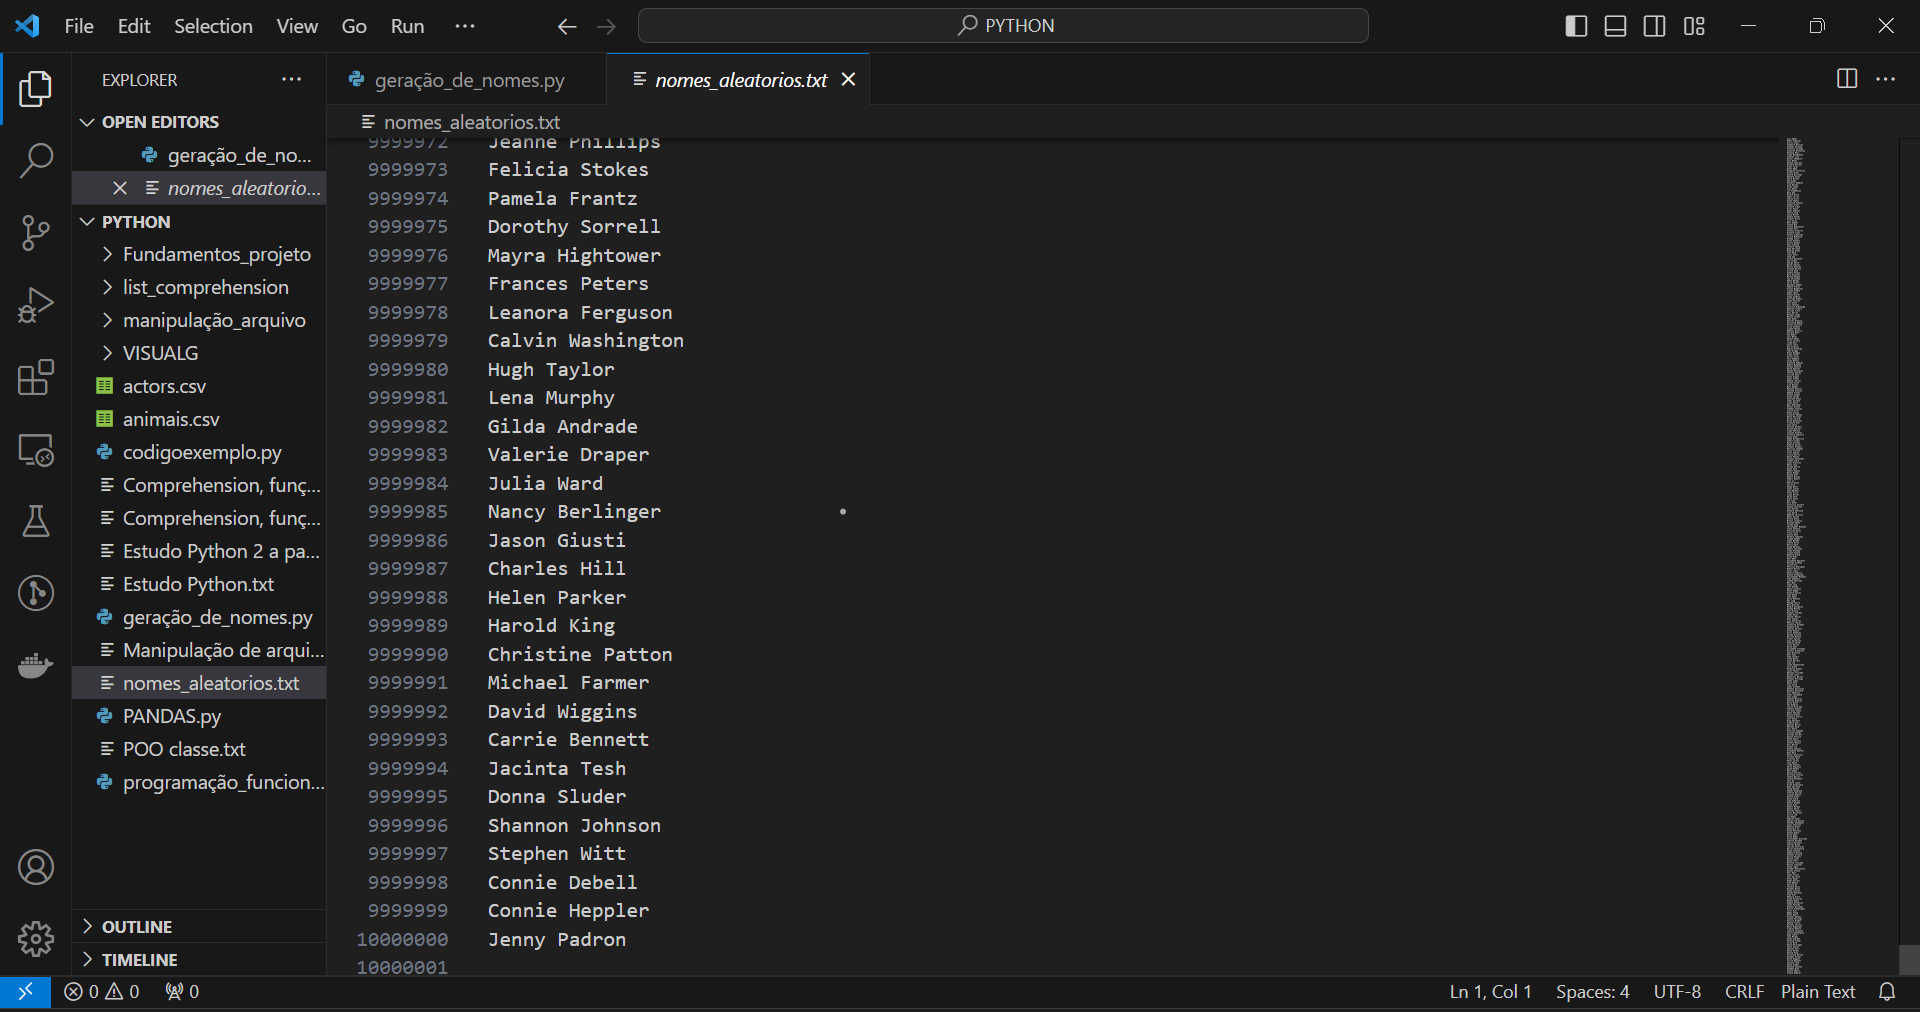 File Edit Selection View Go Run ···
PYTHON
EXPLORER ···
OPEN EDITORS
geração_de_no...
nomes_aleatorio...
PYTHON
Fundamentos_projeto
list_comprehension
manipulação_arquivo
VISUALG
actors.csv
animais.csv
codigoexemplo.py
Comprehension, funç...
Comprehension, funç...
Estudo Python 2 a pa...
Estudo Python.txt
geração_de_nomes.py
Manipulação de arqui...
nomes_aleatorios.txt
PANDAS.py
POO classe.txt
programação_funcion...
OUTLINE
TIMELINE
geração_de_nomes.py
nomes_aleatorios.txt
nomes_aleatorios.txt
9999972 Jeanne Phillips
9999973 Felicia Stokes
9999974 Pamela Frantz
9999975 Dorothy Sorrell
9999976 Mayra Hightower
9999977 Frances Peters
9999978 Leanora Ferguson
9999979 Calvin Washington
9999980 Hugh Taylor
9999981 Lena Murphy
9999982 Gilda Andrade
9999983 Valerie Draper
9999984 Julia Ward
9999985 Nancy Berlinger
9999986 Jason Giusti
9999987 Charles Hill
9999988 Helen Parker
9999989 Harold King
9999990 Christine Patton
9999991 Michael Farmer
9999992 David Wiggins
9999993 Carrie Bennett
9999994 Jacinta Tesh
9999995 Donna Sluder
9999996 Shannon Johnson
9999997 Stephen Witt
9999998 Connie Debell
9999999 Connie Heppler
10000000 Jenny Padron
10000001
0 0 0
Ln 1, Col 1 Spaces: 4 UTF-8 CRLF Plain Text